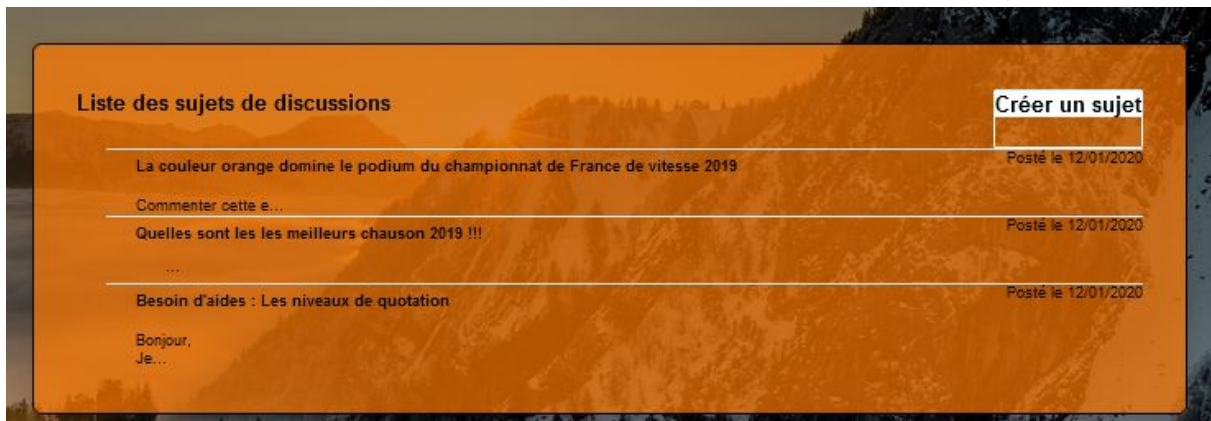 Liste des sujets de discussions
Créer un sujet
La couleur orange domine le podium du championnat de France de vitesse 2019
Posté le 12/01/2020
Commenter cette e...
Quelles sont les les meilleurs chauson 2019 !!!
Posté le 12/01/2020
...
Besoin d'aides : Les niveaux de quotation
Posté le 12/01/2020
Bonjour,
Je...